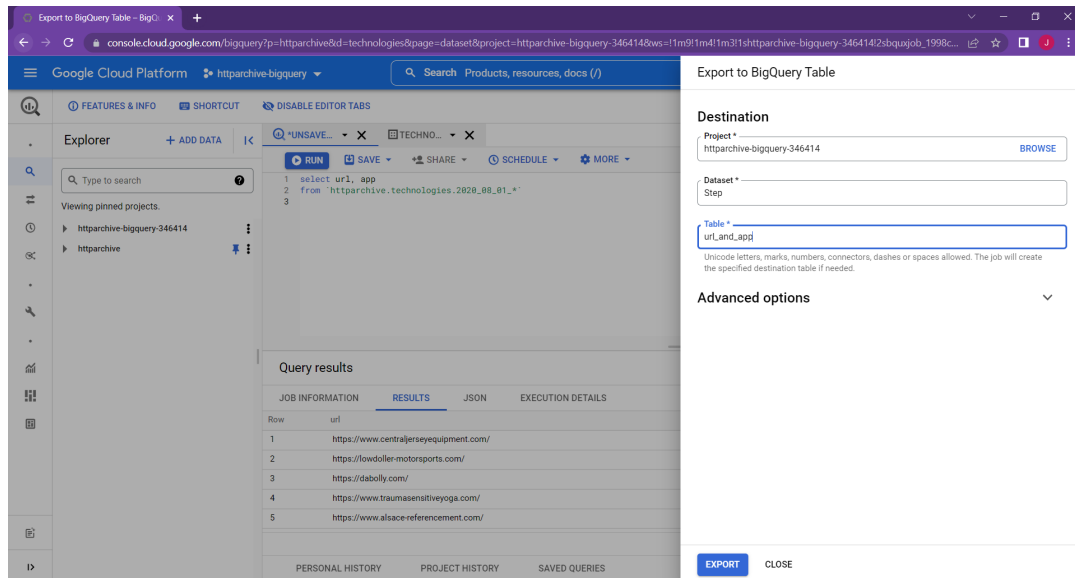 Export to BigQuery Table – BigQ
console.cloud.google.com/bigquery?p=httparchive&d=technologies&page=dataset&project=httparchive-bigquery-346414&ws=!1m9!1m4!1m3!1shttparchive-bigquery-346414!2sbquxjob_1998c...
J
Google Cloud Platform
httparchive-bigquery
Search Products, resources, docs (/)
FEATURES & INFO
SHORTCUT
DISABLE EDITOR TABS
Explorer
+ ADD DATA
Type to search
Viewing pinned projects.
httparchive-bigquery-346414
httparchive
*UNSAVE...
TECHNO...
RUN
SAVE
SHARE
SCHEDULE
MORE
1 select url, app
2 from `httparchive.technologies.2020_08_01_*`
3
Query results
JOB INFORMATION
RESULTS
JSON
EXECUTION DETAILS
Row url
1 https://www.centraljerseyequipment.com/
2 https://lowdoller-motorsports.com/
3 https://dabolly.com/
4 https://www.traumasensitiveyoga.com/
5 https://www.alsace-referencement.com/
PERSONAL HISTORY
PROJECT HISTORY
SAVED QUERIES
Export to BigQuery Table
Destination
Project *
httparchive-bigquery-346414
BROWSE
Dataset *
Step
Table *
url_and_app
Unicode letters, marks, numbers, connectors, dashes or spaces allowed. The job will create
the specified destination table if needed.
Advanced options
EXPORT
CLOSE